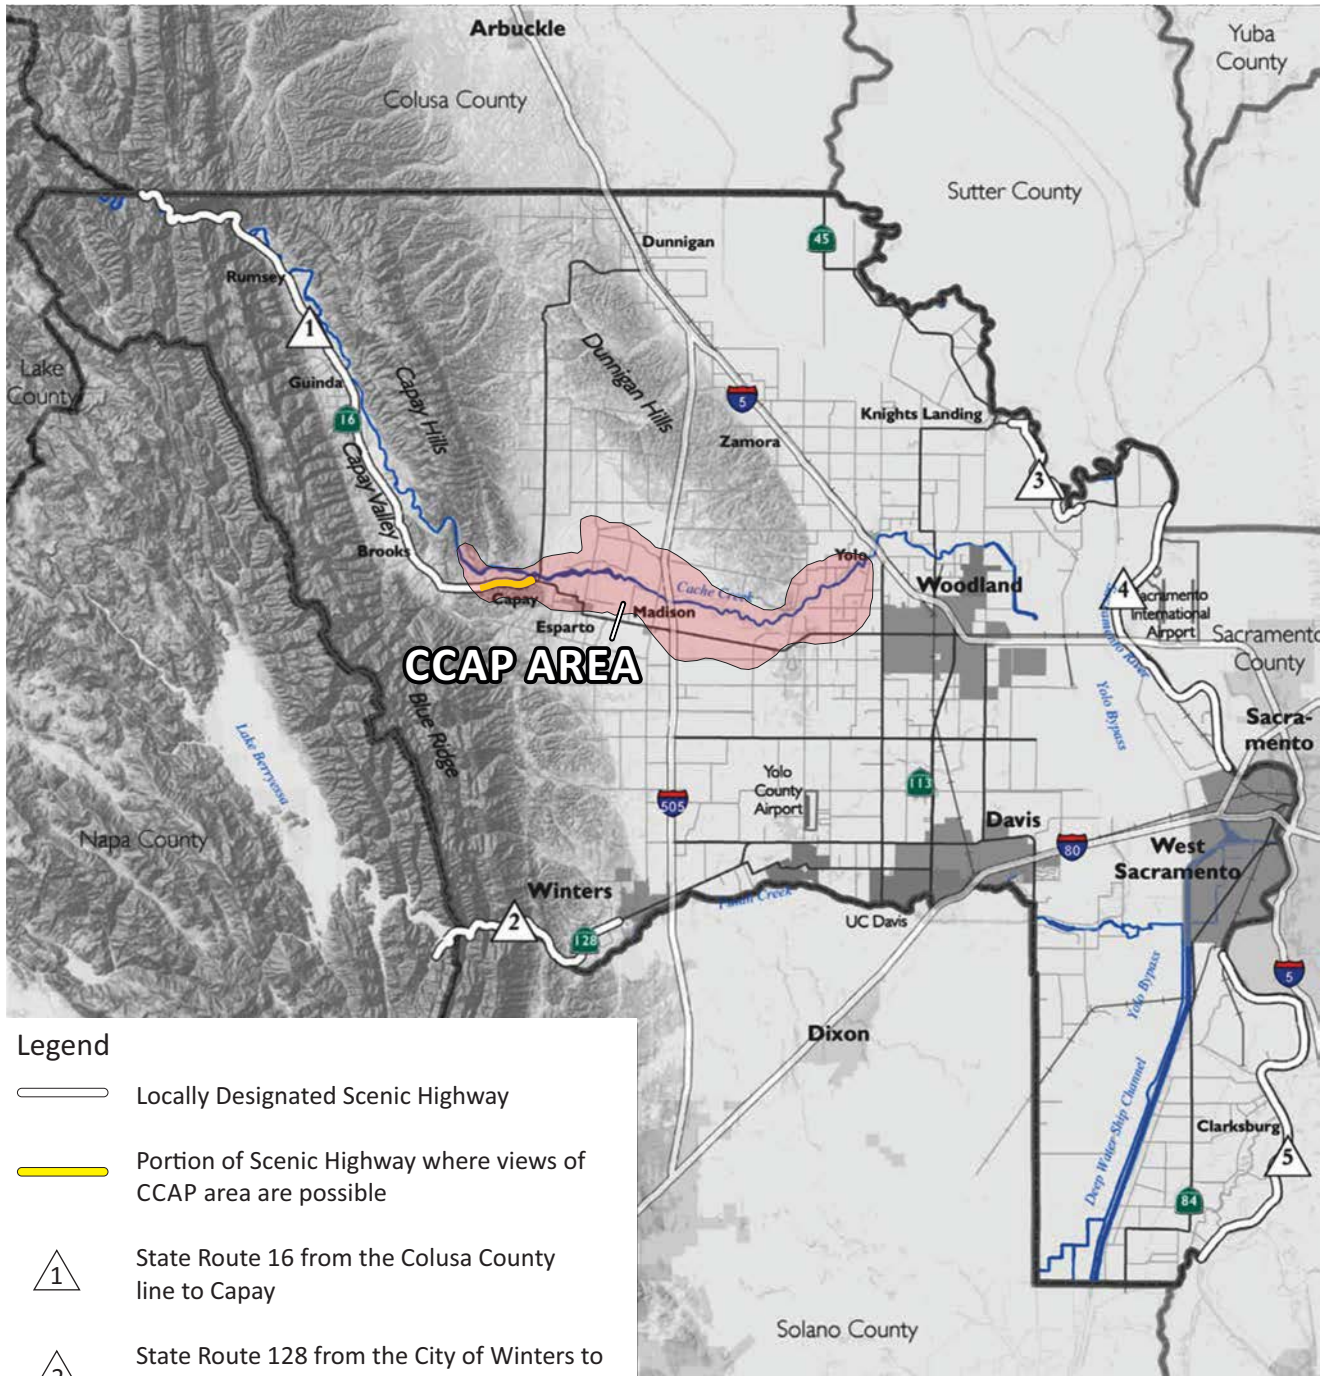 Arbuckle
Yuba
County
Colusa County
Sutter County
45
Dunnigan
Rumsey
1
Lake
County
Guinda
16
Capay Hills
Dunnigan Hills
5
Knights Landing
Zamora
Capay Valley
3
Brooks
Yolo
Woodland
Cache Creek
4
Capay
Madison
Esparto
Sacramento
International
Airport
Sacramento River
Sacramento
County
CCAP AREA
Blue Ridge
Yolo Bypass
Lake Berryessa
Sacra-
mento
Yolo
County
Airport
113
505
Napa County
Davis
80
West
Sacramento
Winters
Putah Creek
UC Davis
2
128
Yolo Bypass
5
Dixon
Deep Water Ship Channel
Clarksburg
5
84
Solano County
Legend
Locally Designated Scenic Highway
Portion of Scenic Highway where views of
CCAP area are possible
1
State Route 16 from the Colusa County
line to Capay
2
State Route 128 from the City of Winters to